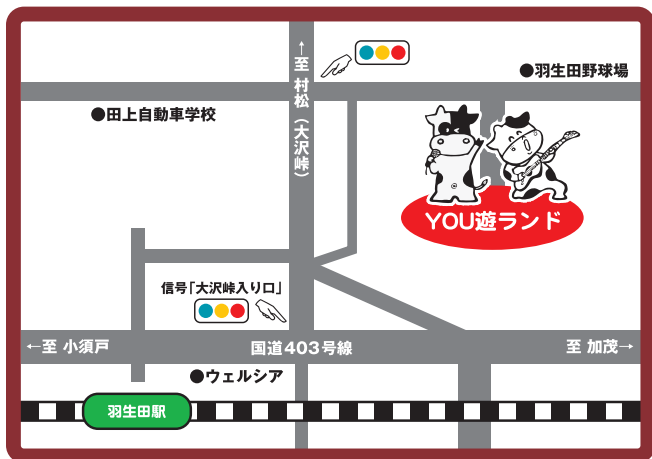 ↑至 村松（大沢峠）
●羽生田野球場
●田上自動車学校
YOU遊ランド
信号「大沢峠入り口」
←至 小須戸
国道403号線
至 加茂→
●ウェルシア
羽生田駅